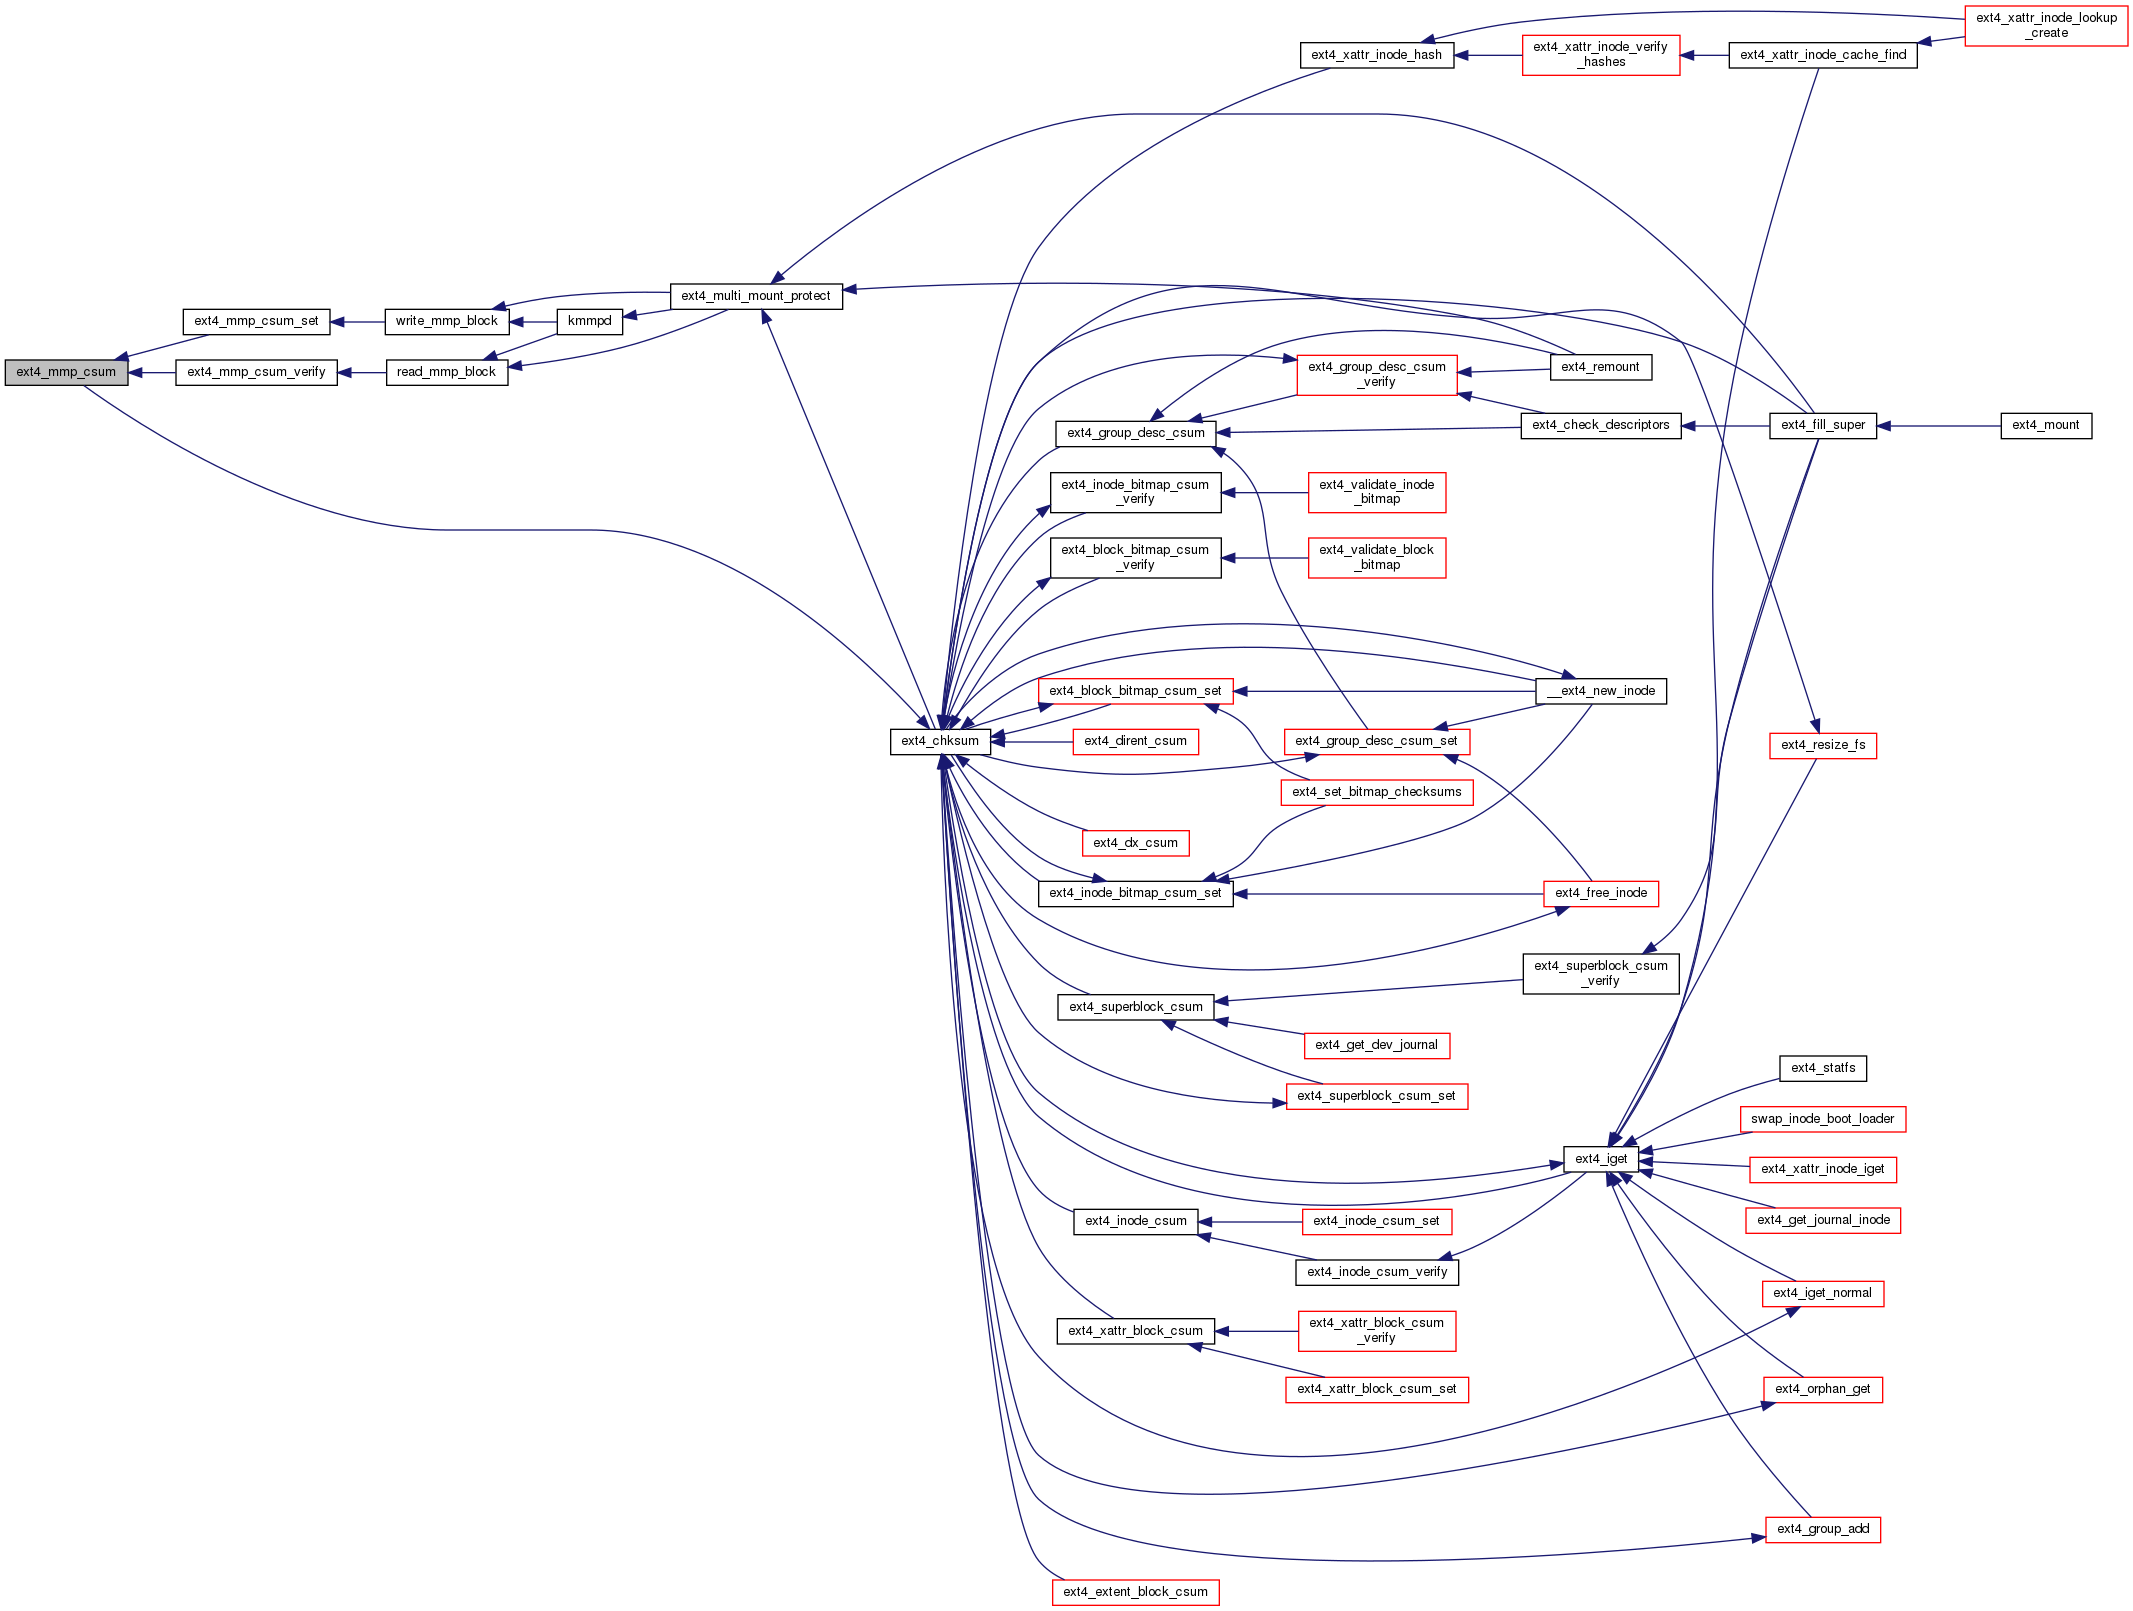 ext4_mmp_csum
ext4_mmp_csum_set
ext4_mmp_csum_verify
write_mmp_block
read_mmp_block
kmmpd
ext4_multi_mount_protect
ext4_chksum
ext4_group_desc_csum
ext4_inode_bitmap_csum
_verify
ext4_block_bitmap_csum
_verify
ext4_block_bitmap_csum_set
ext4_dirent_csum
ext4_dx_csum
ext4_inode_bitmap_csum_set
ext4_superblock_csum
ext4_inode_csum
ext4_xattr_block_csum
ext4_extent_block_csum
ext4_xattr_inode_hash
ext4_group_desc_csum
_verify
ext4_validate_inode
_bitmap
ext4_validate_block
_bitmap
ext4_group_desc_csum_set
ext4_set_bitmap_checksums
ext4_get_dev_journal
ext4_superblock_csum_set
ext4_inode_csum_set
ext4_inode_csum_verify
ext4_xattr_block_csum
_verify
ext4_xattr_block_csum_set
ext4_xattr_inode_verify
_hashes
ext4_remount
ext4_check_descriptors
__ext4_new_inode
ext4_free_inode
ext4_superblock_csum
_verify
ext4_iget
ext4_xattr_inode_cache_find
ext4_fill_super
ext4_resize_fs
ext4_statfs
swap_inode_boot_loader
ext4_xattr_inode_iget
ext4_get_journal_inode
ext4_iget_normal
ext4_orphan_get
ext4_group_add
ext4_xattr_inode_lookup
_create
ext4_mount